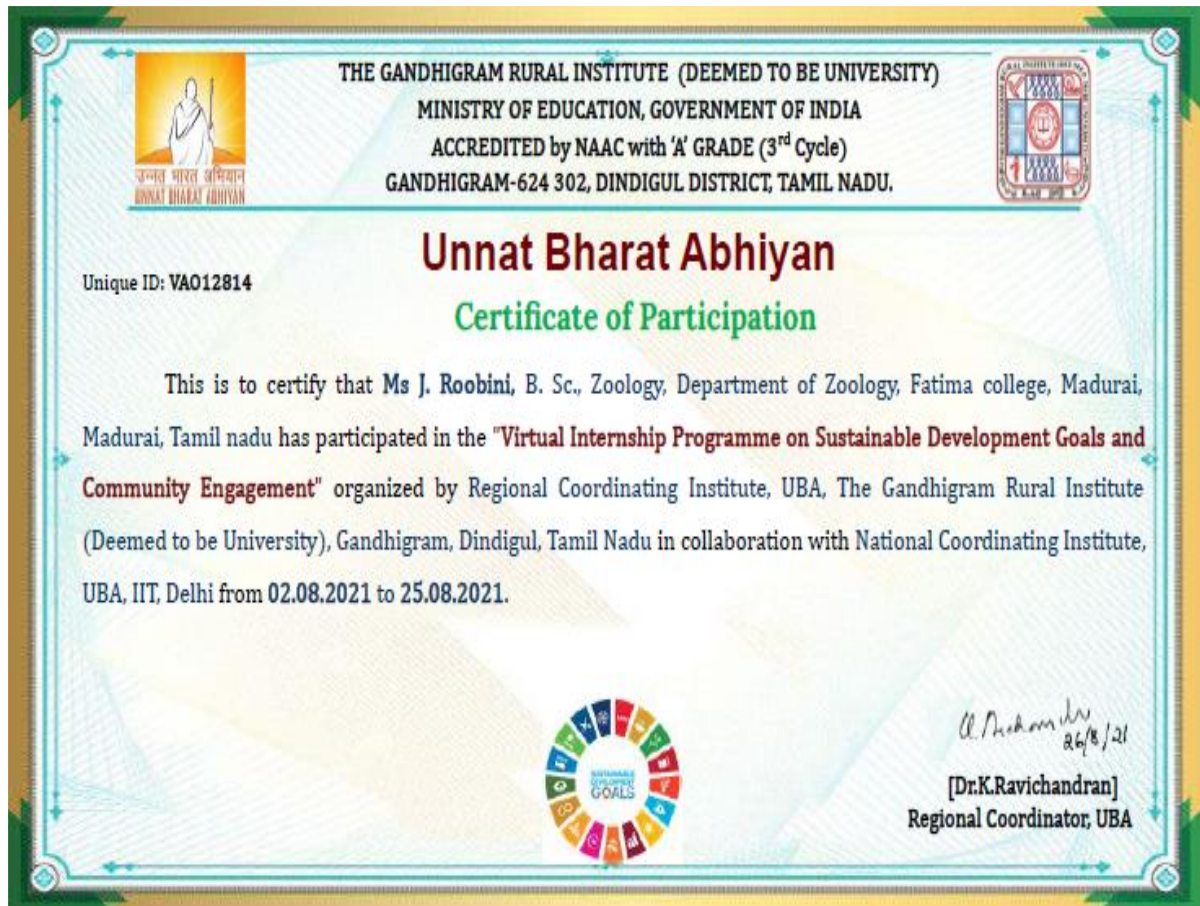 THE GANDHIGRAM RURAL INSTITUTE (DEEMED TO BE UNIVERSITY)
MINISTRY OF EDUCATION, GOVERNMENT OF INDIA
ACCREDITED by NAAC with ‘A’ GRADE (3rd Cycle)
GANDHIGRAM-624 302, DINDIGUL DISTRICT, TAMIL NADU.
उन्नत भारत अभियान
UNNAT BHARAT ABHIYAN
Unnat Bharat Abhiyan
Unique ID: VAO12814
Certificate of Participation
This is to certify that Ms J. Roobini, B. Sc., Zoology, Department of Zoology, Fatima college, Madurai,
Madurai, Tamil nadu has participated in the "Virtual Internship Programme on Sustainable Development Goals and
Community Engagement" organized by Regional Coordinating Institute, UBA, The Gandhigram Rural Institute
(Deemed to be University), Gandhigram, Dindigul, Tamil Nadu in collaboration with National Coordinating Institute,
UBA, IIT, Delhi from 02.08.2021 to 25.08.2021.
SUSTAINABLE
DEVELOPMENT
GOALS
26/8/21
[Dr.K.Ravichandran]
Regional Coordinator, UBA